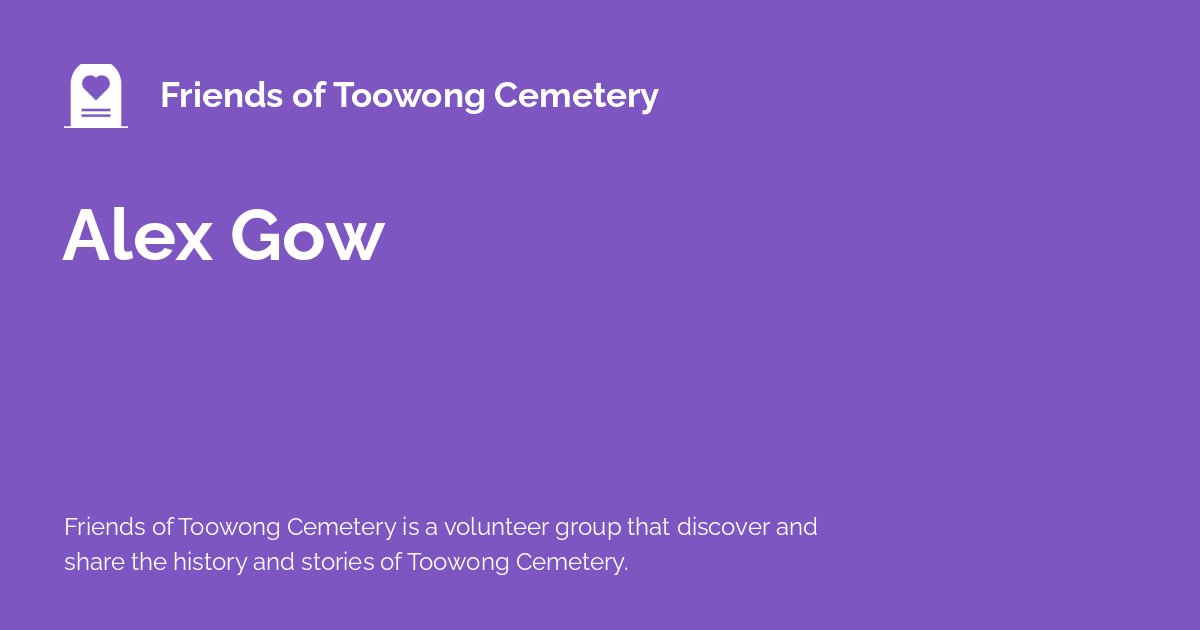 Friends of Toowong Cemetery
Alex Gow
Friends of Toowong Cemetery is a volunteer group that discover and
share the history and stories of Toowong Cemetery.